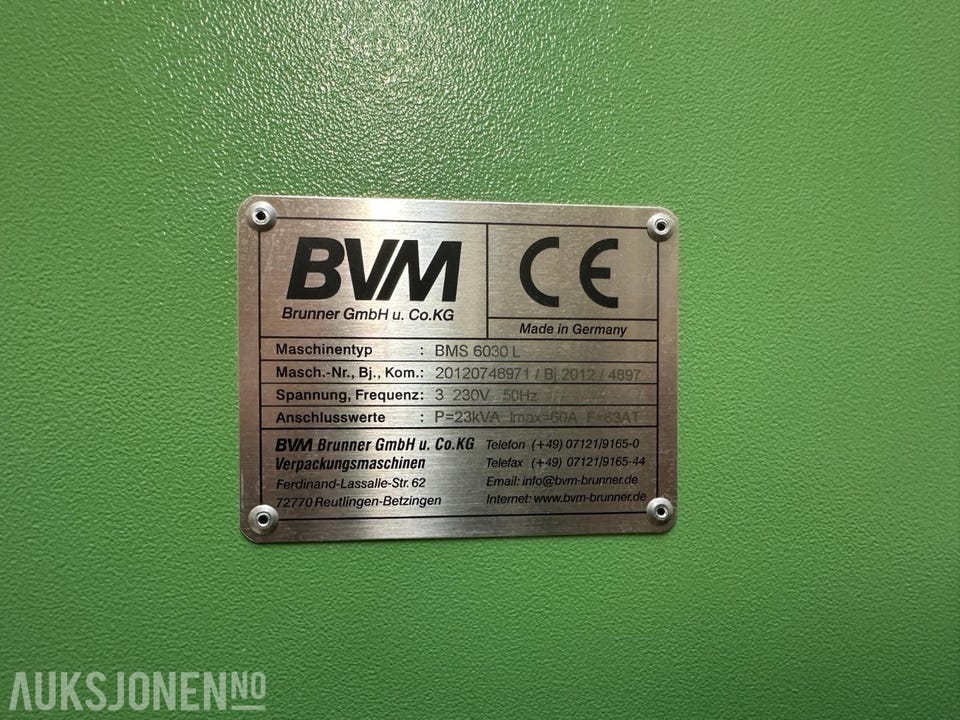 BVM
Brunner GmbH u. Co.KG
CE
Made in Germany
Maschinentyp : BMS 6030 L
Masch.-Nr., Bj., Kom.: 20120748971 / Bj.2012 / 4897
Spannung, Frequenz: 3 230V 50Hz
Anschlusswerte : P=23kVA Imax=60A F=63AT
BVM Brunner GmbH u. Co.KG
Verpackungsmaschinen
Ferdinand-Lassalle-Str. 62
72770 Reutlingen-Betzingen
Telefon (+49) 07121/9165-0
Telefax (+49) 07121/9165-44
Email: info@bvm-brunner.de
Internet: www.bvm-brunner.de
AUKSJONEN.NO